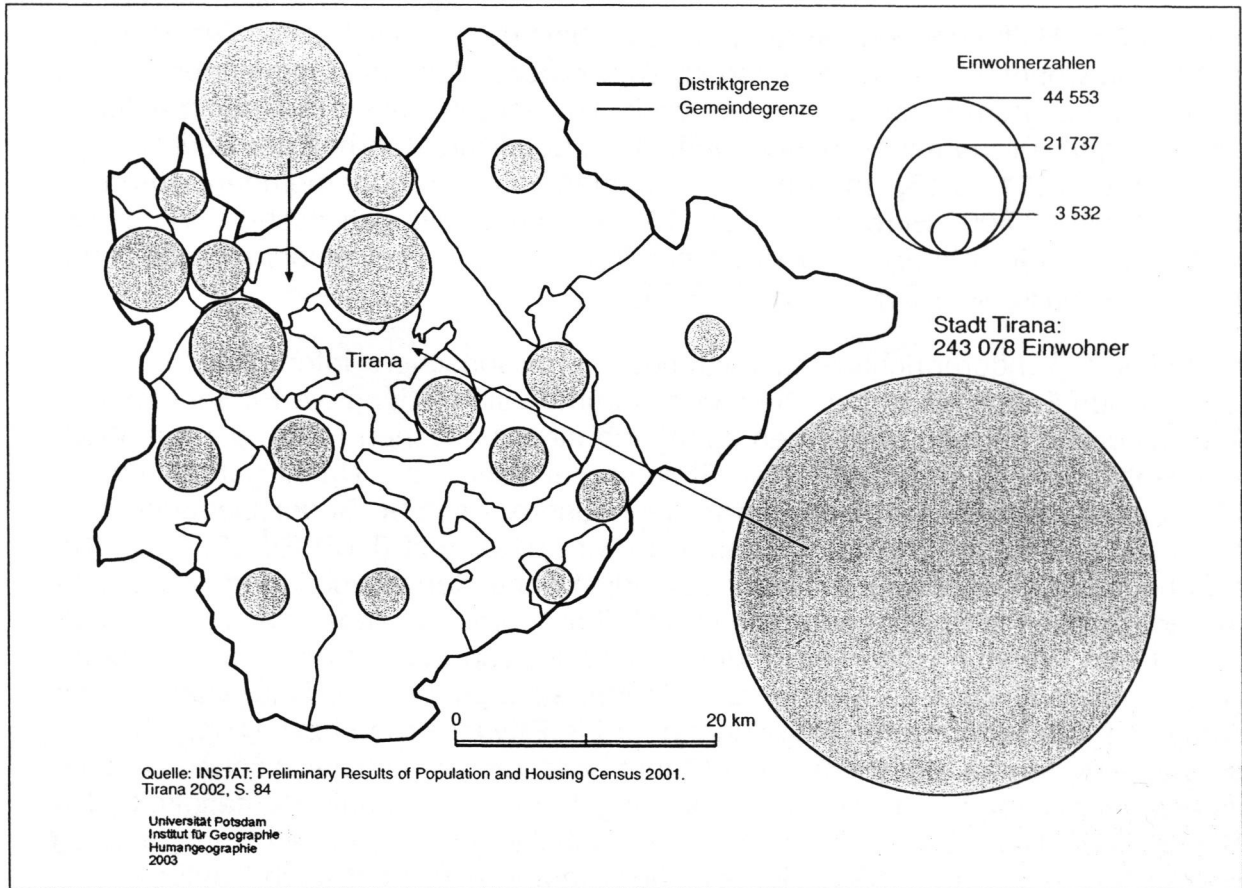 Distriktgrenze
Gemeindegrenze
Einwohnerzahlen
44 553
21 737
3 532
Stadt Tirana:
243 078 Einwohner
Tirana
0
20 km
Quelle: INSTAT: Preliminary Results of Population and Housing Census 2001.
Tirana 2002, S. 84
Universität Potsdam
Institut für Geographie
Humangeographie
2003